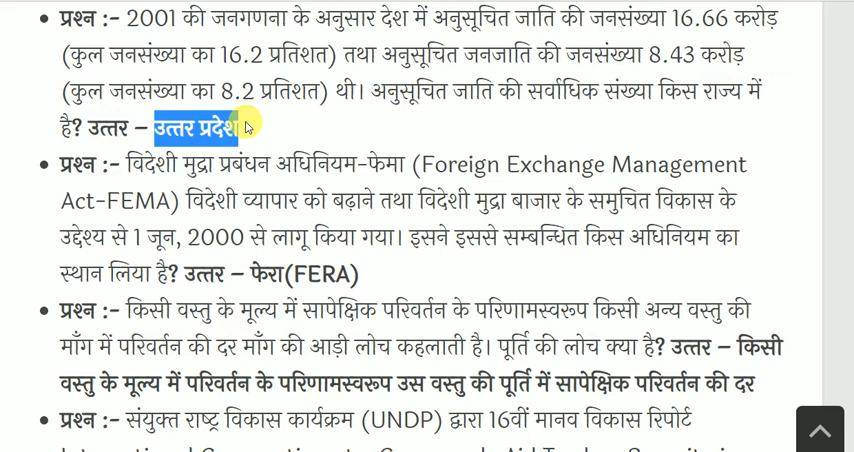 प्रश्न :- 2001 की जनगणना के अनुसार देश में अनुसूचित जाति की जनसंख्या 16.66 करोड़
(कुल जनसंख्या का 16.2 प्रतिशत) तथा अनुसूचित जनजाति की जनसंख्या 8.43 करोड़
(कुल जनसंख्या का 8.2 प्रतिशत) थी। अनुसूचित जाति की सर्वाधिक संख्या किस राज्य में
है? उत्तर – उत्तर प्रदेश
प्रश्न :- विदेशी मुद्रा प्रबंधन अधिनियम-फेमा (Foreign Exchange Management
Act-FEMA) विदेशी व्यापार को बढ़ाने तथा विदेशी मुद्रा बाजार के समुचित विकास के
उद्देश्य से 1 जून, 2000 से लागू किया गया। इसने इससे सम्बन्धित किस अधिनियम का
स्थान लिया है? उत्तर – फेरा(FERA)
प्रश्न :- किसी वस्तु के मूल्य में सापेक्षिक परिवर्तन के परिणामस्वरूप किसी अन्य वस्तु की
माँग में परिवर्तन की दर माँग की आड़ी लोच कहलाती है। पूर्ति की लोच क्या है? उत्तर – किसी
वस्तु के मूल्य में परिवर्तन के परिणामस्वरूप उस वस्तु की पूर्ति में सापेक्षिक परिवर्तन की दर
प्रश्न :- संयुक्त राष्ट्र विकास कार्यक्रम (UNDP) द्वारा 16वीं मानव विकास रिपोर्ट